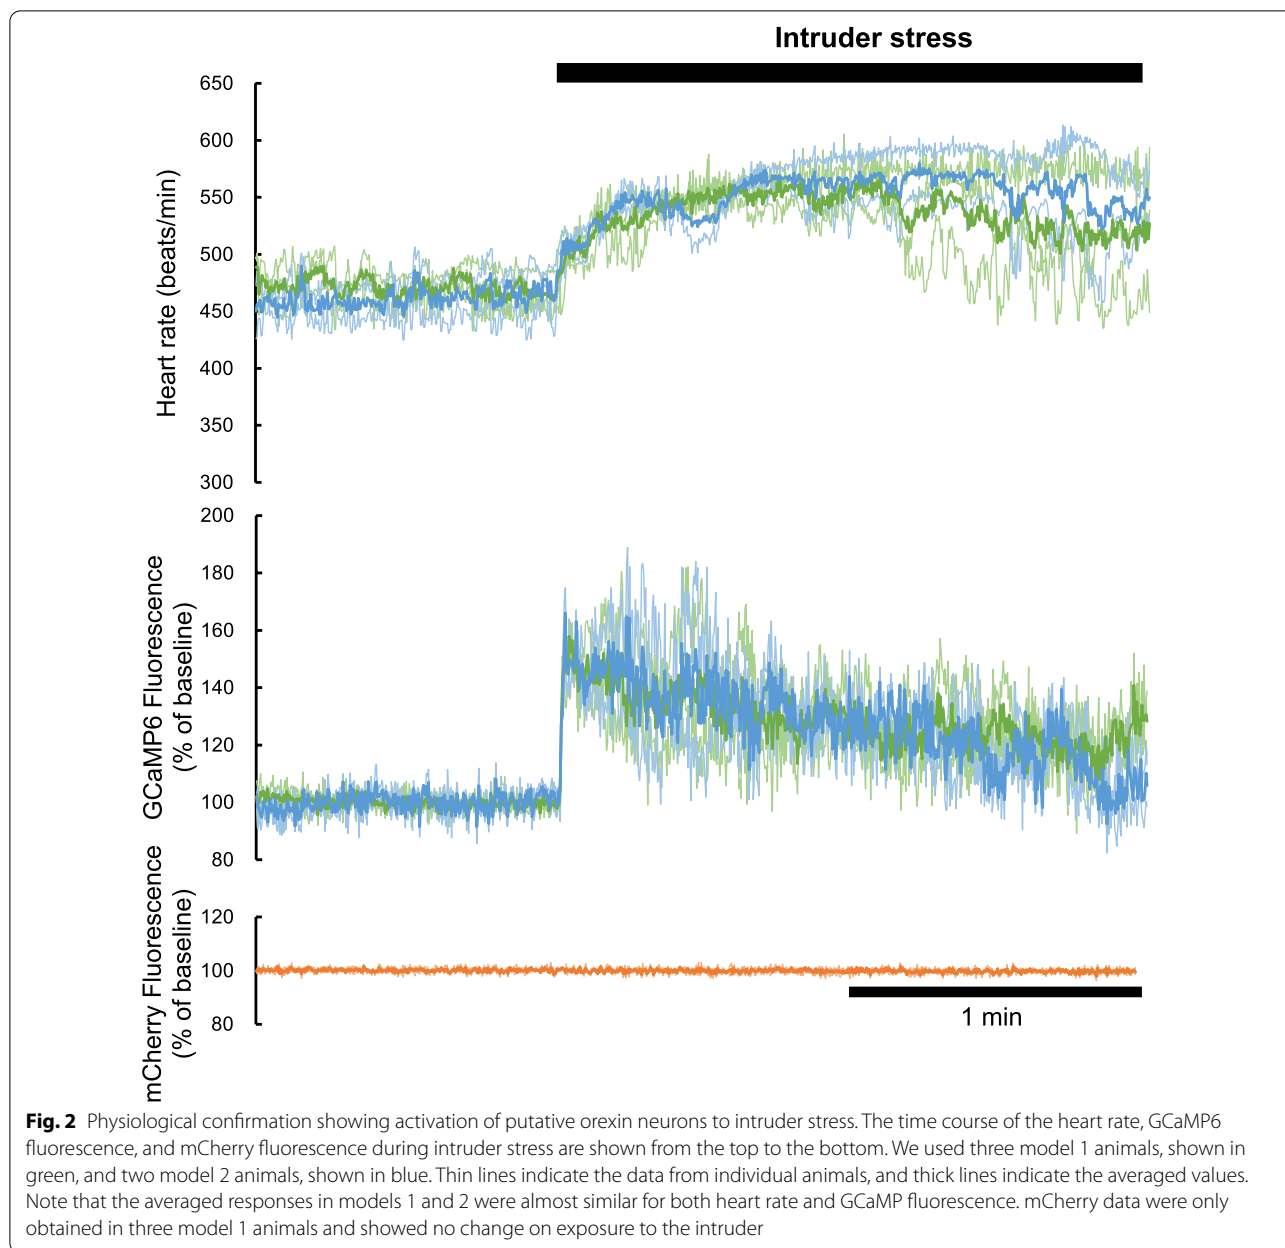 Intruder stress
650
600
550
500
450
400
350
300
Heart rate (beats/min)
200
180
160
140
120
100
80
GCaMP6 Fluorescence
(% of baseline)
120
100
80
mCherry Fluorescence
(% of baseline)
1 min
Fig. 2 Physiological confirmation showing activation of putative orexin neurons to intruder stress. The time course of the heart rate, GCaMP6
fluorescence, and mCherry fluorescence during intruder stress are shown from the top to the bottom. We used three model 1 animals, shown in
green, and two model 2 animals, shown in blue. Thin lines indicate the data from individual animals, and thick lines indicate the averaged values.
Note that the averaged responses in models 1 and 2 were almost similar for both heart rate and GCaMP fluorescence. mCherry data were only
obtained in three model 1 animals and showed no change on exposure to the intruder